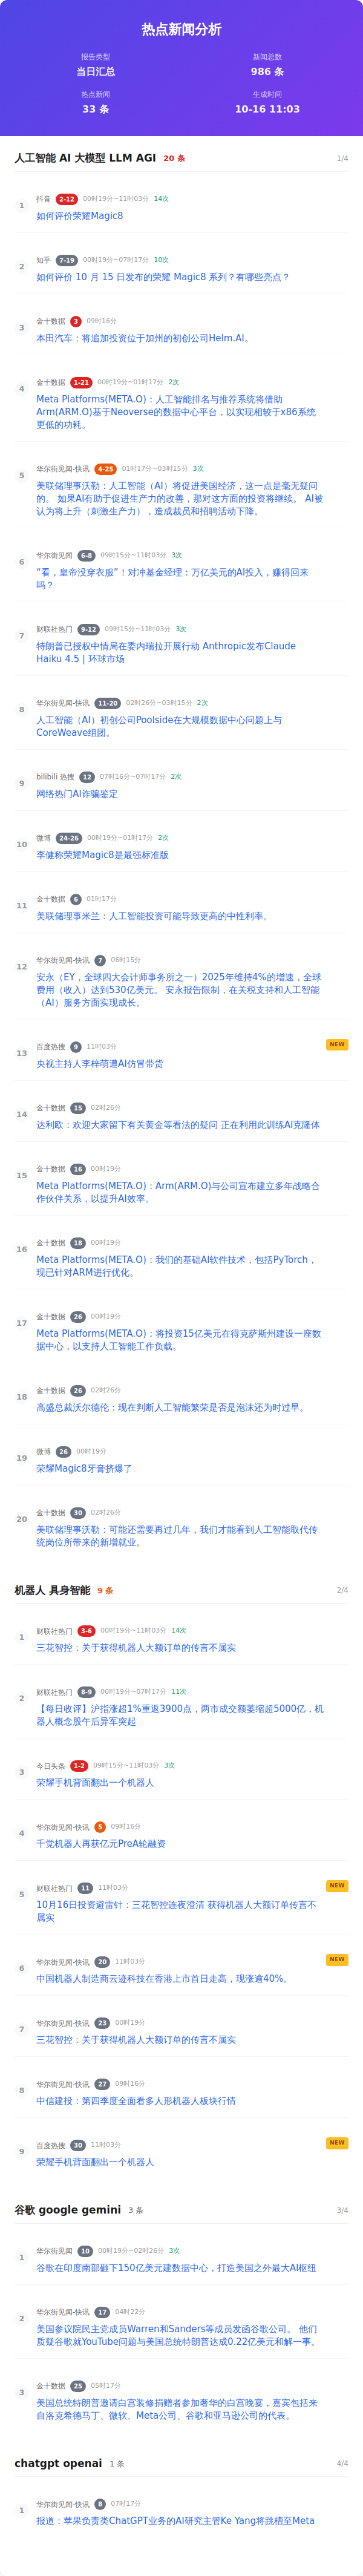 热点新闻分析
报告类型
当日汇总
新闻总数
986 条
热点新闻
33 条
生成时间
10-16 11:03
人工智能 AI 大模型 LLM AGI 20 条 1/4
1
抖音 2-12 00时19分~11时03分 14次
如何评价荣耀Magic8
2
知乎 7-19 00时19分~07时17分 10次
如何评价 10 月 15 日发布的荣耀 Magic8 系列？有哪些亮点？
3
金十数据 3 09时16分
本田汽车：将追加投资位于加州的初创公司Helm.AI。
4
金十数据 1-21 00时19分~01时17分 2次
Meta Platforms(META.O)：人工智能排名与推荐系统将借助
Arm(ARM.O)基于Neoverse的数据中心平台，以实现相较于x86系统
更低的功耗。
5
华尔街见闻-快讯 4-25 01时17分~03时15分 3次
美联储理事沃勒：人工智能（AI）将促进美国经济，这一点是毫无疑问
的。 如果AI有助于促进生产力的改善，那对这方面的投资将继续。 AI被
认为将上升（刺激生产力），造成裁员和招聘活动下降。
6
华尔街见闻 6-8 09时15分~11时03分 3次
“看，皇帝没穿衣服”！对冲基金经理：万亿美元的AI投入，赚得回来
吗？
7
财联社热门 9-12 09时15分~11时03分 3次
特朗普已授权中情局在委内瑞拉开展行动 Anthropic发布Claude
Haiku 4.5 | 环球市场
8
华尔街见闻-快讯 11-20 02时26分~03时15分 2次
人工智能（AI）初创公司Poolside在大规模数据中心问题上与
CoreWeave组团。
9
bilibili 热搜 12 07时16分~07时17分 2次
网络热门AI诈骗鉴定
10
微博 24-26 00时19分~01时17分 2次
李健称荣耀Magic8是最强标准版
11
金十数据 6 01时17分
美联储理事米兰：人工智能投资可能导致更高的中性利率。
12
华尔街见闻-快讯 7 06时15分
安永（EY，全球四大会计师事务所之一）2025年维持4%的增速，全球
费用（收入）达到530亿美元。 安永报告限制，在关税支持和人工智能
（AI）服务方面实现成长。
13
百度热搜 9 11时03分 NEW
央视主持人李梓萌遭AI仿冒带货
14
金十数据 15 02时26分
达利欧：欢迎大家留下有关黄金等看法的疑问 正在利用此训练AI克隆体
15
金十数据 16 00时19分
Meta Platforms(META.O)：Arm(ARM.O)与公司宣布建立多年战略合
作伙伴关系，以提升AI效率。
16
金十数据 18 00时19分
Meta Platforms(META.O)：我们的基础AI软件技术，包括PyTorch，
现已针对ARM进行优化。
17
金十数据 26 00时19分
Meta Platforms(META.O)：将投资15亿美元在得克萨斯州建设一座数
据中心，以支持人工智能工作负载。
18
金十数据 26 02时26分
高盛总裁沃尔德伦：现在判断人工智能繁荣是否是泡沫还为时过早。
19
微博 26 00时19分
荣耀Magic8牙膏挤爆了
20
金十数据 30 02时26分
美联储理事沃勒：可能还需要再过几年，我们才能看到人工智能取代传
统岗位所带来的新增就业。
机器人 具身智能 9 条 2/4
1
财联社热门 3-6 00时19分~11时03分 14次
三花智控：关于获得机器人大额订单的传言不属实
2
财联社热门 8-9 00时19分~07时17分 11次
【每日收评】沪指涨超1%重返3900点，两市成交额萎缩超5000亿，机
器人概念股午后异军突起
3
今日头条 1-2 09时15分~11时03分 3次
荣耀手机背面翻出一个机器人
4
华尔街见闻-快讯 5 09时16分
千觉机器人再获亿元PreA轮融资
5
财联社热门 11 11时03分 NEW
10月16日投资避雷针：三花智控连夜澄清 获得机器人大额订单传言不
属实
6
华尔街见闻-快讯 20 11时03分 NEW
中国机器人制造商云迹科技在香港上市首日走高，现涨逾40%。
7
华尔街见闻-快讯 23 00时19分
三花智控：关于获得机器人大额订单的传言不属实
8
华尔街见闻-快讯 27 09时16分
中信建投：第四季度全面看多人形机器人板块行情
9
百度热搜 30 11时03分 NEW
荣耀手机背面翻出一个机器人
谷歌 google gemini 3 条 3/4
1
华尔街见闻 10 00时19分~02时26分 3次
谷歌在印度南部砸下150亿美元建数据中心，打造美国之外最大AI枢纽
2
华尔街见闻-快讯 17 04时22分
美国参议院民主党成员Warren和Sanders等成员发函谷歌公司。 他们
质疑谷歌就YouTube问题与美国总统特朗普达成0.22亿美元和解一事。
3
金十数据 25 05时17分
美国总统特朗普邀请白宫装修捐赠者参加奢华的白宫晚宴，嘉宾包括来
自洛克希德马丁、微软、Meta公司、谷歌和亚马逊公司的代表。
chatgpt openai 1 条 4/4
1
华尔街见闻-快讯 8 07时17分
报道：苹果负责类ChatGPT业务的AI研究主管Ke Yang将跳槽至Meta